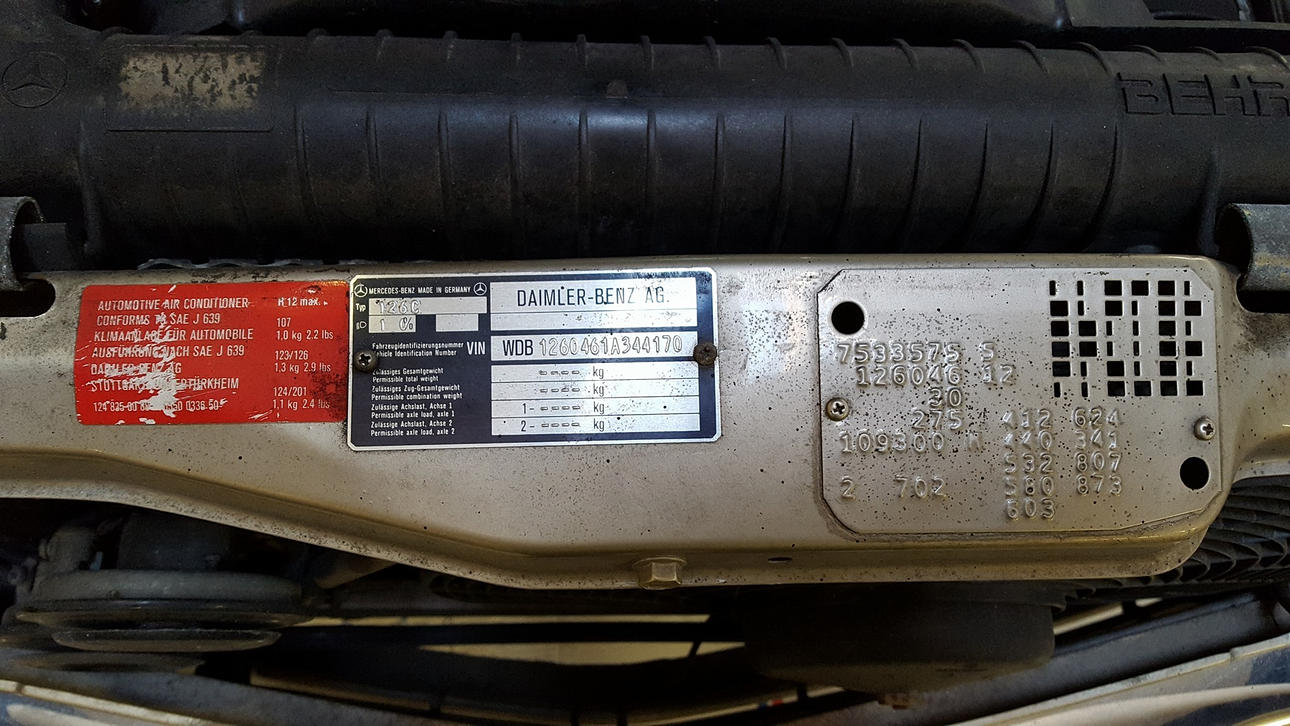 BEHR
AUTOMOTIVE AIR CONDITIONER R 12 max.
CONFORMS SAE J 639 107
KLIMAANLAGE FÜR AUTOMOBILE 1,0 kg 2.2 lbs
AUSFÜHRUNG NACH SAE J 639 123/126
DAIMLER-BENZ AG 1,3 kg 2.9 lbs
124/201
1,1 kg 2.4 lbs
MERCEDES-BENZ MADE IN GERMANY
Typ 126C
DAIMLER-BENZ AG.
Fahrzeugidentifizierungsnummer
Vehicle Identification Number VIN WDB 1260461A344170
Zulässiges Gesamtgewicht
Permissible total weight kg
Zulässiges Zug-Gesamtgewicht
Permissible combination weight kg
Zulässige Achslast, Achse 1
Permissible axle load, axle 1 1- kg
Zulässige Achslast, Achse 2
Permissible axle load, axle 2 2- kg
7533575 5
126046 12
30
275 412 624
109300 440 341
532 807
2 702 580 873
603